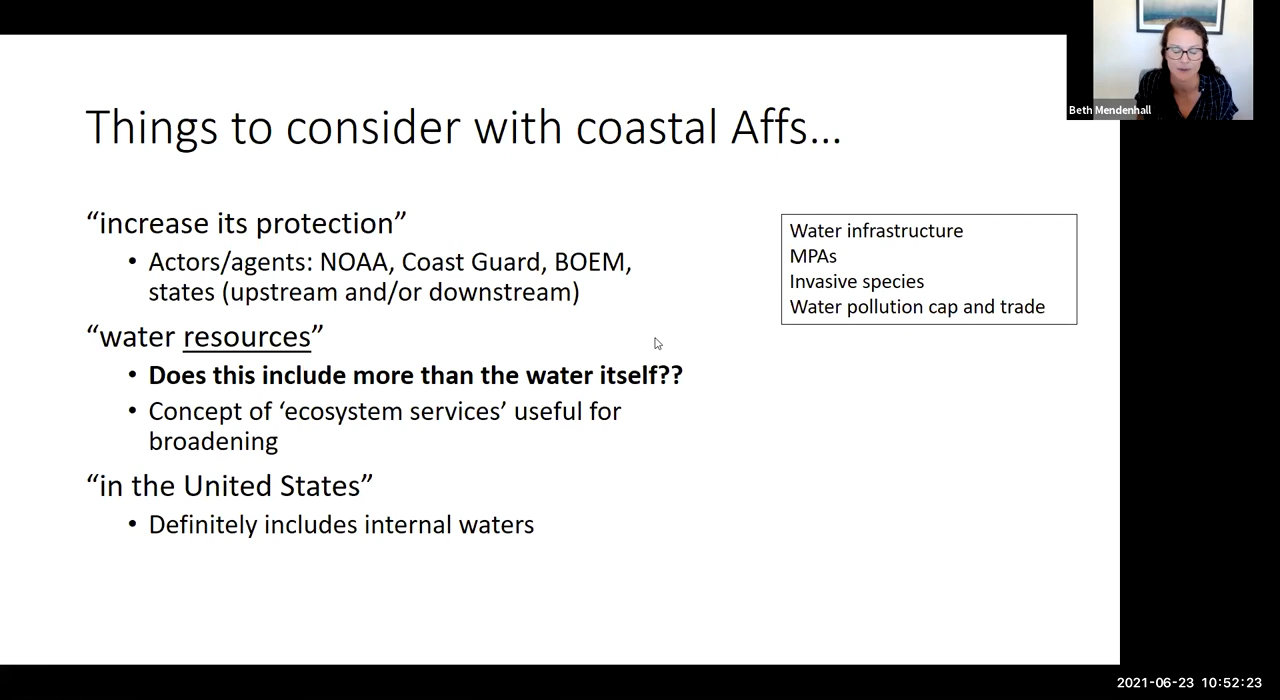 Beth Mendenhall
Things to consider with coastal Affs…
“increase its protection”
• Actors/agents: NOAA, Coast Guard, BOEM,
states (upstream and/or downstream)
“water resources”
• Does this include more than the water itself??
• Concept of ‘ecosystem services’ useful for
broadening
“in the United States”
• Definitely includes internal waters
Water infrastructure
MPAs
Invasive species
Water pollution cap and trade
2021-06-23 10:52:23